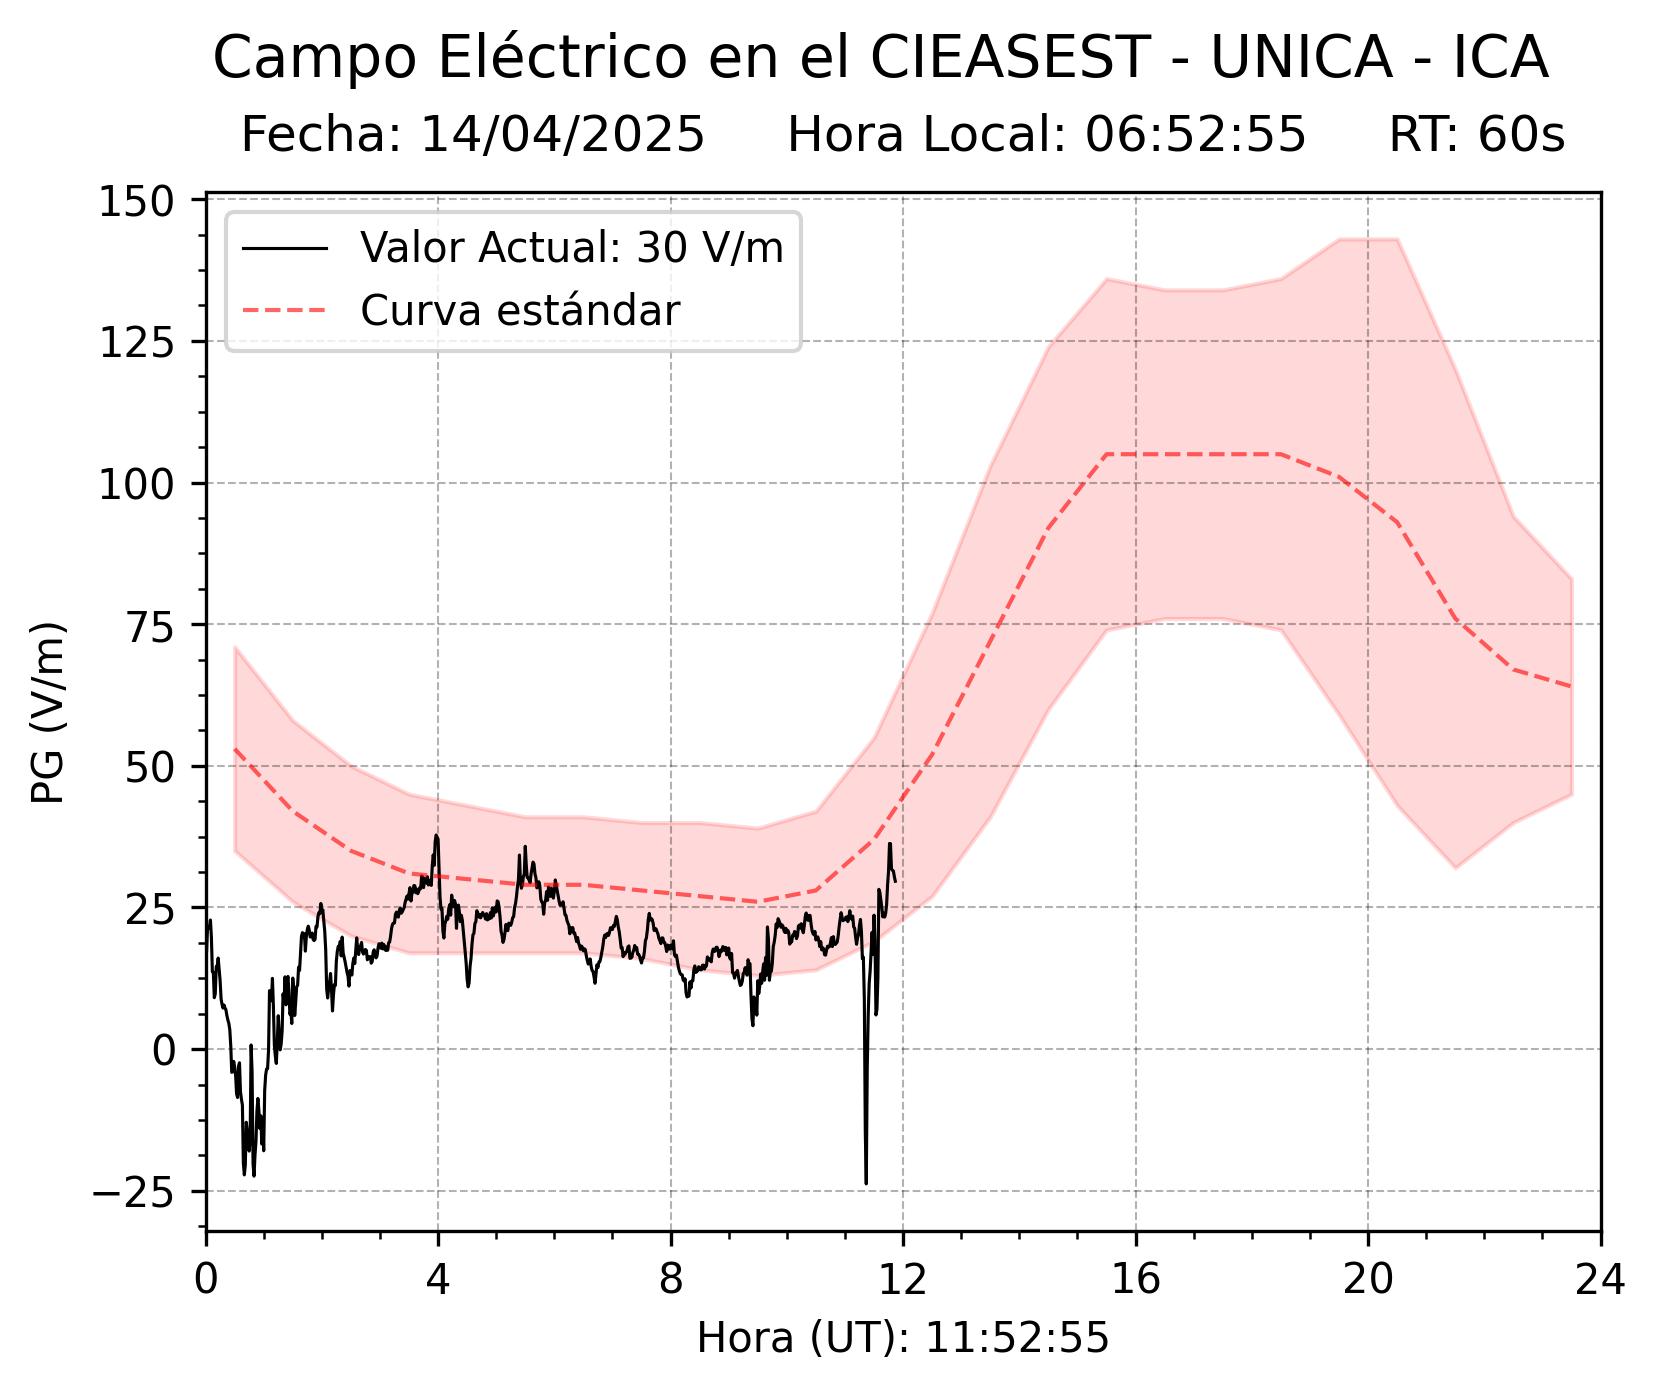 Campo Eléctrico en el CIEASEST - UNICA - ICA
Fecha: 14/04/2025 Hora Local: 06:52:55 RT: 60s
Valor Actual: 30 V/m
Curva estándar
150
125
100
75
50
25
0
−25
PG (V/m)
0 4 8 12 16 20 24
Hora (UT): 11:52:55